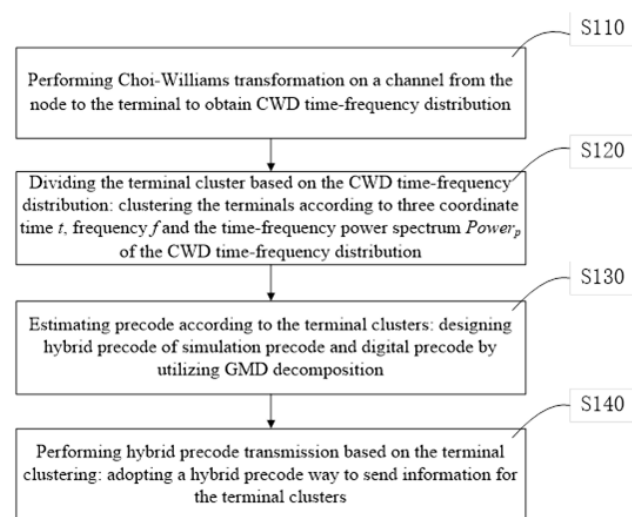 S110
Performing Choi-Williams transformation on a channel from the
node to the terminal to obtain CWD time-frequency distribution
S120
Dividing the terminal cluster based on the CWD time-frequency
distribution: clustering the terminals according to three coordinate
time t, frequency f and the time-frequency power spectrum Powerₚ
of the CWD time-frequency distribution
S130
Estimating precode according to the terminal clusters: designing
hybrid precode of simulation precode and digital precode by
utilizing GMD decomposition
S140
Performing hybrid precode transmission based on the terminal
clustering: adopting a hybrid precode way to send information for
the terminal clusters